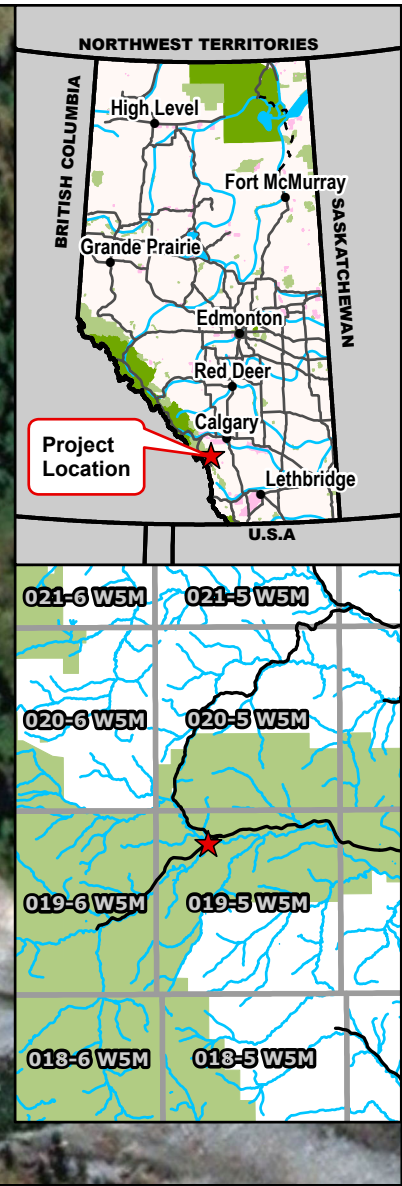 NORTHWEST TERRITORIES
BRITISH COLUMBIA
High Level
Fort McMurray
SASKATCHEWAN
Grande Prairie
Edmonton
Red Deer
Calgary
Project
Location
Lethbridge
U.S.A
021-6 W5M
021-5 W5M
020-6 W5M
020-5 W5M
019-6 W5M
019-5 W5M
018-6 W5M
018-5 W5M